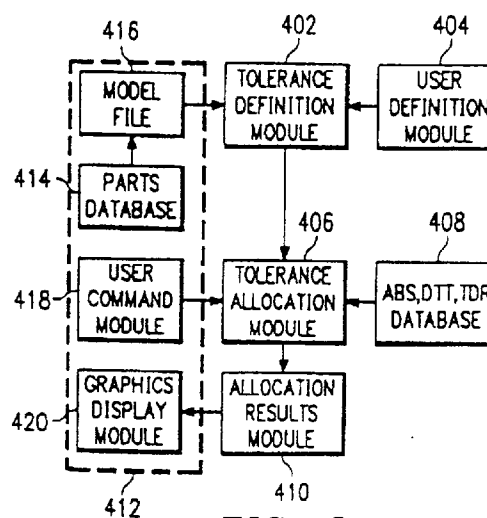 416
402
404
MODEL
FILE
TOLERANCE
DEFINITION
MODULE
USER
DEFINITION
MODULE
414
PARTS
DATABASE
406
408
418
USER
COMMAND
MODULE
TOLERANCE
ALLOCATION
MODULE
ABS,DTT,TDR
DATABASE
420
GRAPHICS
DISPLAY
MODULE
ALLOCATION
RESULTS
MODULE
412
410